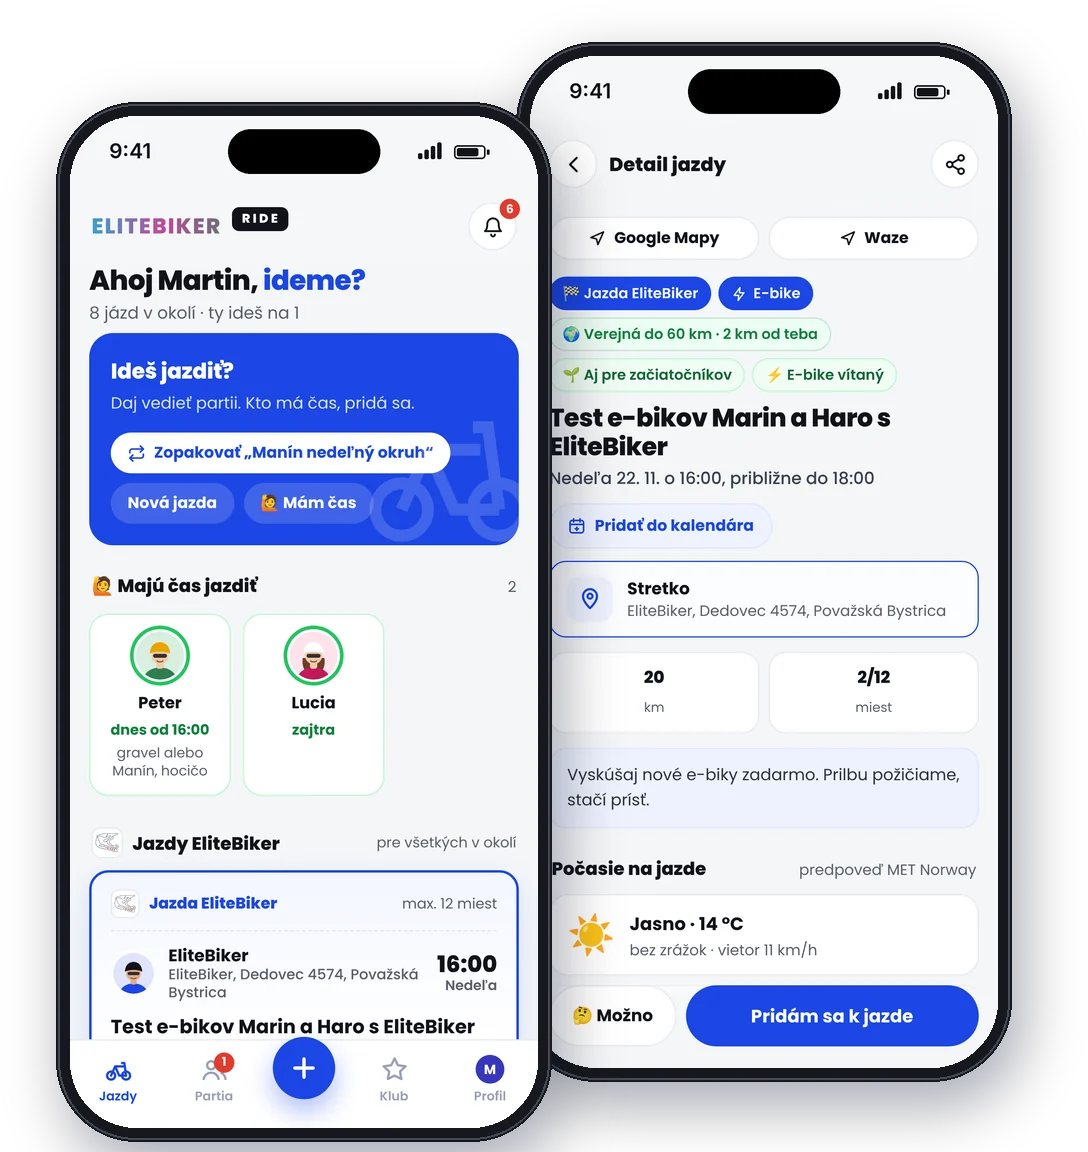 9:41
ELITEBIKER RIDE
6
Ahoj Martin, ideme?
8 jázd v okolí · ty ideš na 1
Ideš jazdiť?
Daj vedieť partii. Kto má čas, pridá sa.
Zopakovať „Manín nedeľný okruh“
Nová jazda
🙋 Mám čas
🙋 Majú čas jazdiť
2
Peter
dnes od 16:00
gravel alebo
Manín, hocičo
Lucia
zajtra
Jazdy EliteBiker
pre všetkých v okolí
Jazda EliteBiker
max. 12 miest
EliteBiker
EliteBiker, Dedovec 4574, Považská
Bystrica
16:00
Nedeľa
Test e-bikov Marin a Haro s EliteBiker
Jazdy
1
Partia
+
Klub
M
Profil
9:41
Detail jazdy
Google Mapy
Waze
🏁 Jazda EliteBiker
E-bike
🌍 Verejná do 60 km · 2 km od teba
🌱 Aj pre začiatočníkov
⚡ E-bike vítaný
Test e-bikov Marin a Haro s
EliteBiker
Nedeľa 22. 11. o 16:00, približne do 18:00
Pridať do kalendára
Stretko
EliteBiker, Dedovec 4574, Považská Bystrica
20
km
2/12
miest
Vyskúšaj nové e-biky zadarmo. Prilbu požičiame,
stačí prísť.
Počasie na jazde
predpoveď MET Norway
Jasno · 14 °C
bez zrážok · vietor 11 km/h
🤔 Možno
Pridám sa k jazde